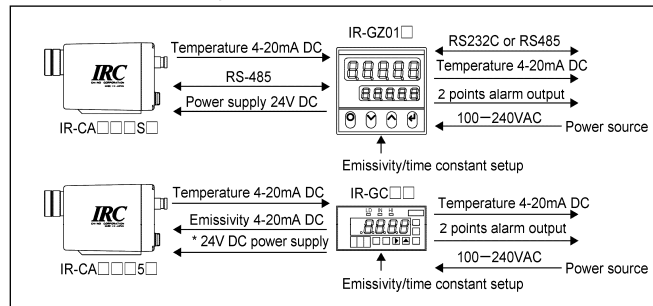 IR-GZ01□
Temperature 4-20mA DC
RS-485
Power supply 24V DC
IRC
IR-CA□□□S□
RS232C or RS485
Temperature 4-20mA DC
2 points alarm output
100－240VAC
Power source
Emissivity/time constant setup
IR-GC□□
Temperature 4-20mA DC
Emissivity 4-20mA DC
* 24V DC power supply
IRC
IR-CA□□□5□
LO IN HI
Temperature 4-20mA DC
2 points alarm output
100－240VAC
Power source
Emissivity/time constant setup